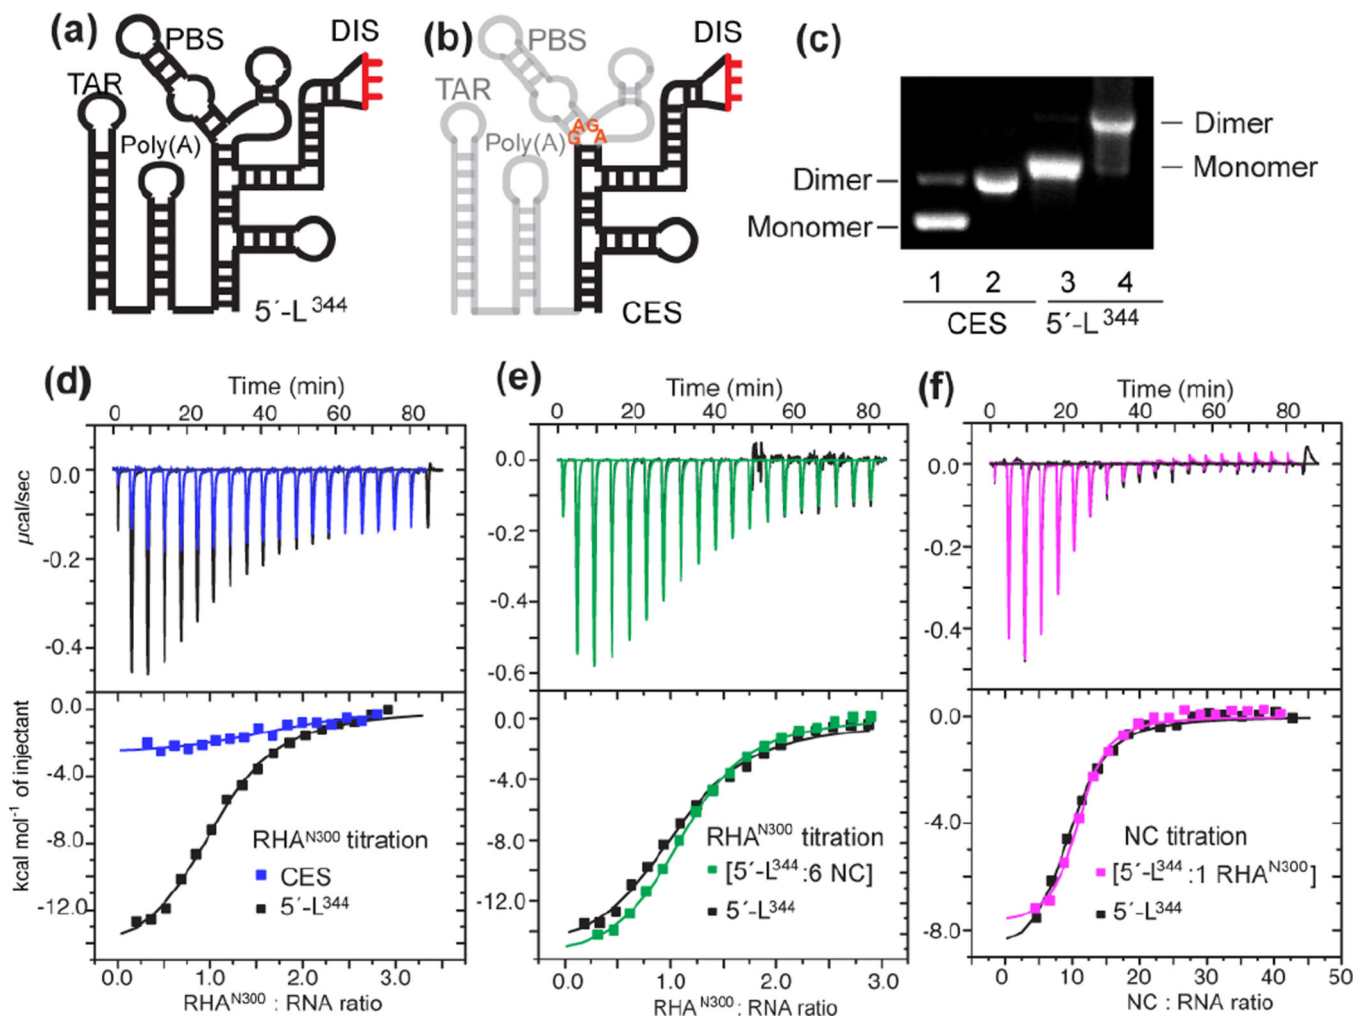 (a)
PBS
DIS
TAR
Poly(A)
5´-L344
(b)
PBS
DIS
TAR
Poly(A)
G A G A
CES
(c)
Dimer
Monomer
Dimer
Monomer
1 2 3 4
CES 5´-L344
(d)
Time (min)
0 20 40 60 80
0.0
-0.2
-0.4
µcal/sec
0.0
-4.0
-8.0
-12.0
kcal mol-1 of injectant
RHAN300 titration
CES
5´-L344
0.0 1.0 2.0 3.0
RHAN300 : RNA ratio
(e)
Time (min)
0 20 40 60 80
0.0
-0.2
-0.4
-0.6
0.0
-4.0
-8.0
-12.0
RHAN300 titration
[5´-L344:6 NC]
5´-L344
0.0 1.0 2.0 3.0
RHAN300 : RNA ratio
(f)
Time (min)
0 20 40 60 80
0.0
-0.2
-0.4
0.0
-4.0
-8.0
NC titration
[5´-L344:1 RHAN300]
5´-L344
0 10 20 30 40 50
NC : RNA ratio